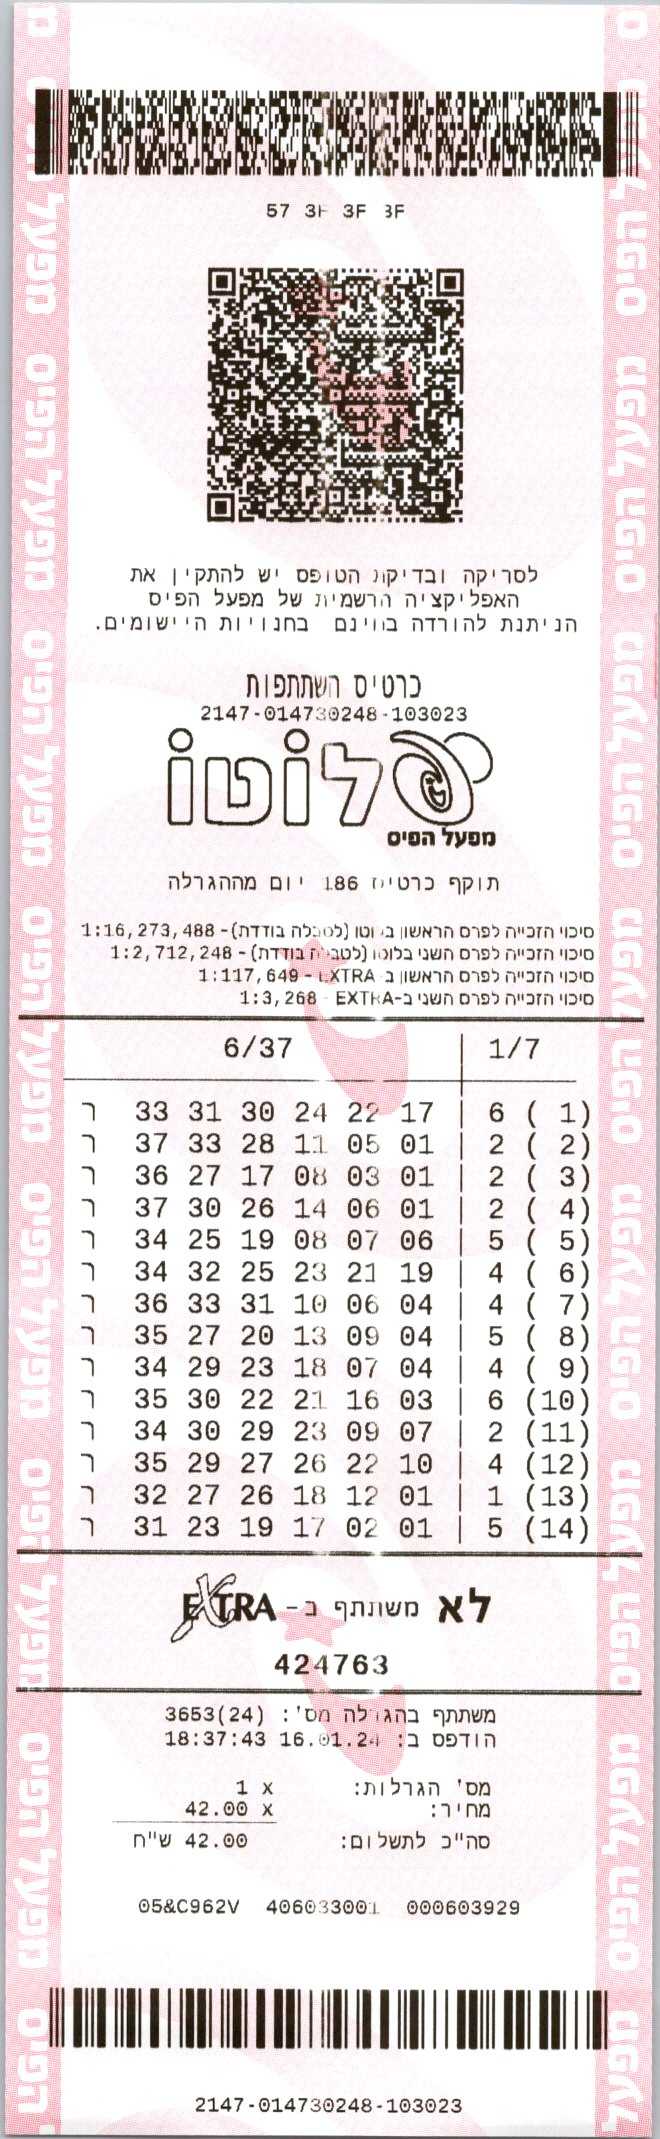 57 3F 3F 3F
לסריקה ובדיקת הטופס יש להתקין את
האפליקציה הרשמית של מפעל הפיס
הניתנת להורדה בחינם בחנויות היישומים.
כרטיס השתתפות
2147-014730248-103023
לוטו
מפעל הפיס
תוקף כרטיס 186 יום מההגרלה
סיכוי הזכייה לפרס הראשון בלוטו (לטבלה בודדת)- 1:16,273,488
סיכוי הזכייה לפרס השני בלוטו (לטבלה בודדת)- 1:2,712,248
סיכוי הזכייה לפרס הראשון ב-EXTRA - 1:117,649
סיכוי הזכייה לפרס השני ב-EXTRA - 1:3,268
6/37 | 1/7
ר 33 31 30 24 22 17 | 6 ( 1)
ר 37 33 28 11 05 01 | 2 ( 2)
ר 36 27 17 08 03 01 | 2 ( 3)
ר 37 30 26 14 06 01 | 2 ( 4)
ר 34 25 19 08 07 06 | 5 ( 5)
ר 34 32 25 23 21 19 | 4 ( 6)
ר 36 33 31 10 06 04 | 4 ( 7)
ר 35 27 20 13 09 04 | 5 ( 8)
ר 34 29 23 18 07 04 | 4 ( 9)
ר 35 30 22 21 16 03 | 6 (10)
ר 34 30 29 23 09 07 | 2 (11)
ר 35 29 27 26 22 10 | 4 (12)
ר 32 27 26 18 12 01 | 1 (13)
ר 31 23 19 17 02 01 | 5 (14)
לא משתתף ב- EXTRA
424763
משתתף בהגרלה מס': 3653(24)
הודפס ב: 16.01.24 18:37:43
מס' הגרלות: x 1
מחיר: x 42.00
סה"כ לתשלום: 42.00 ש"ח
05&C962V 406033001 000603929
2147-014730248-103023